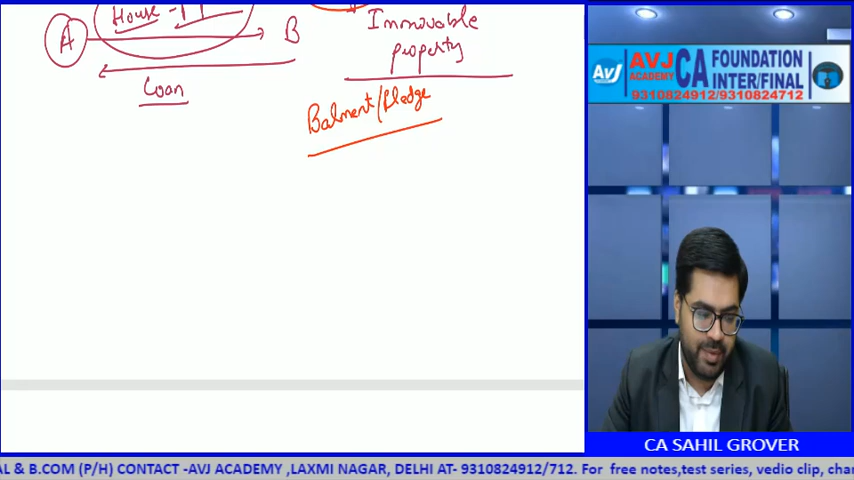 House -
A
B
Loan
Immovable
property
Balment/Pledge
AVJ
AVJ
ACADEMY
CA
FOUNDATION
INTER/FINAL
9310824912/9310824712
CA SAHIL GROVER
AL & B.COM (P/H) CONTACT -AVJ ACADEMY ,LAXMI NAGAR, DELHI AT- 9310824912/712. For free notes,test series, vedio clip, char